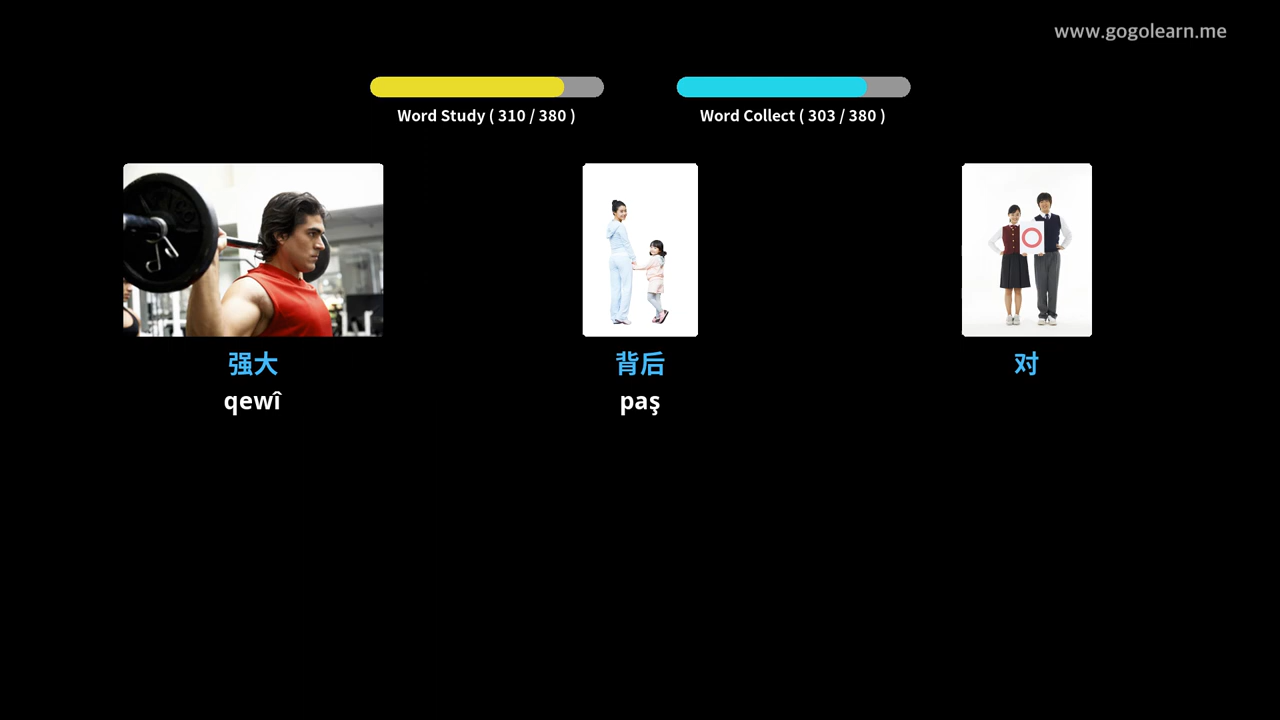 www.gogolearn.me
Word Study ( 310 / 380 )
Word Collect ( 303 / 380 )
强大
背后
对
qewî
paş